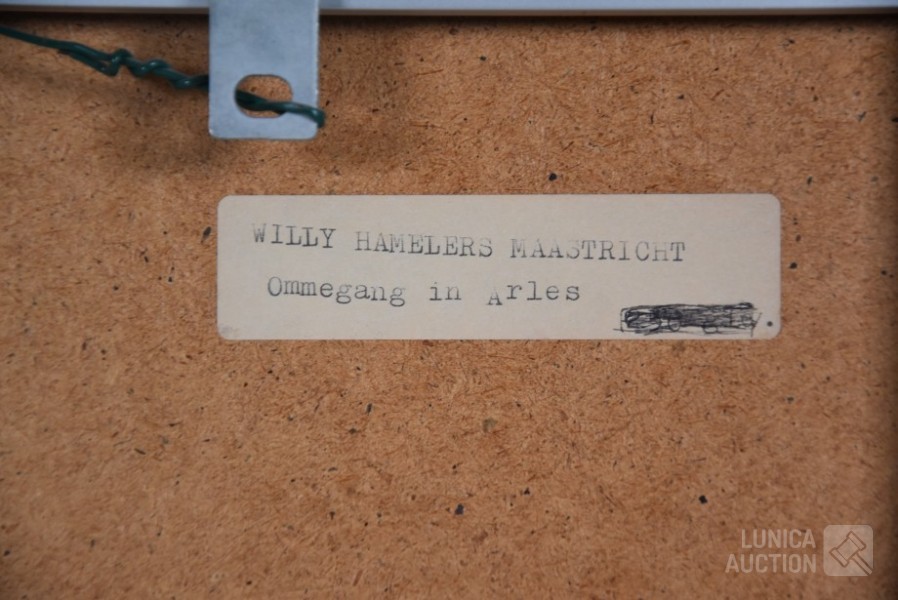 WILLY HAMELERS MAASTRICHT
Ommegang in Arles
LUNICA
AUCTION